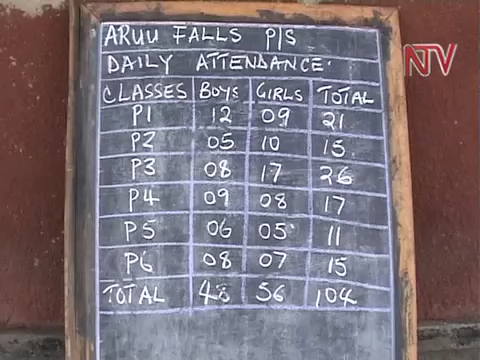 ARUU FALLS P/S
NTV
DAILY ATTENDANCE
CLASSES BOYS GIRLS TOTAL
P1 12 09 21
P2 05 10 15
P3 08 17 26
P4 09 08 17
P5 06 05 11
P6 08 07 15
TOTAL 48 56 104